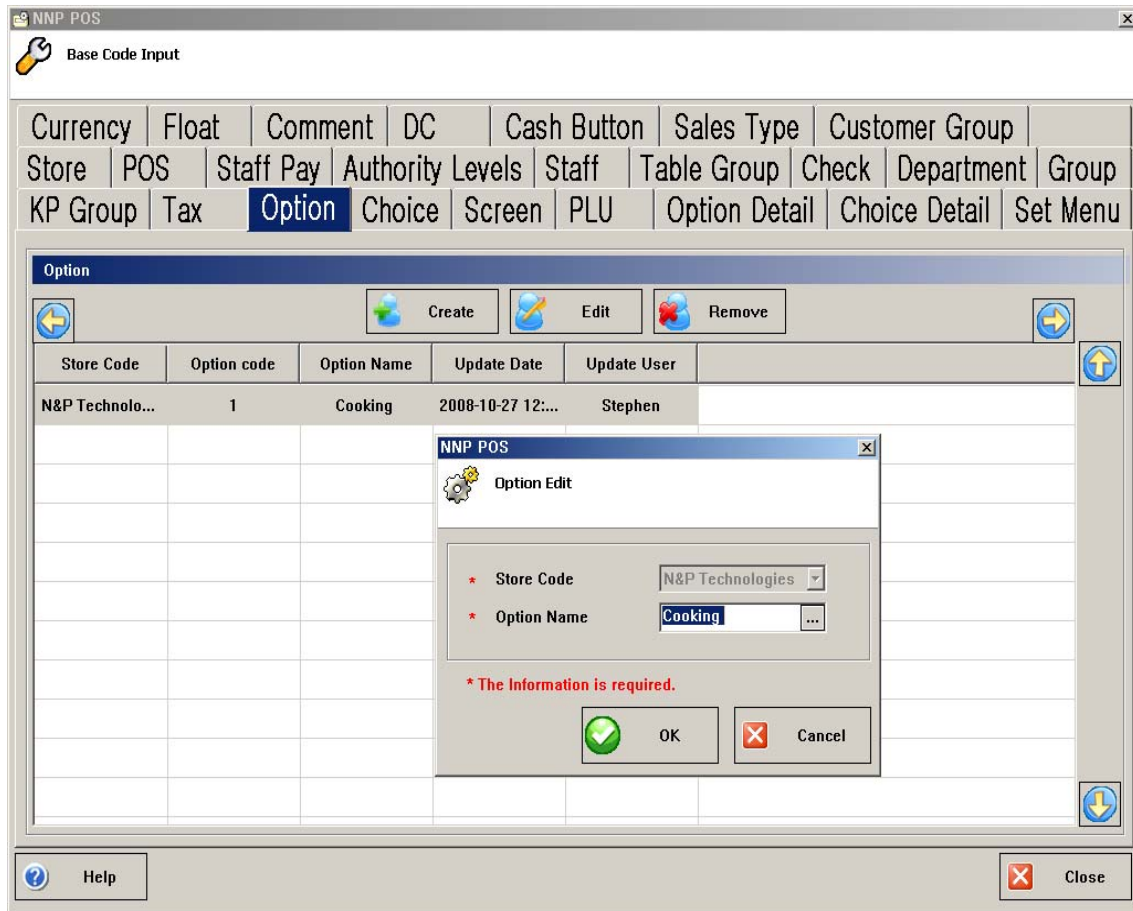 NNP POS
Base Code Input
Currency Float Comment DC Cash Button Sales Type Customer Group
Store POS Staff Pay Authority Levels Staff Table Group Check Department Group
KP Group Tax Option Choice Screen PLU Option Detail Choice Detail Set Menu
Option
Create Edit Remove
Store Code Option code Option Name Update Date Update User
N&P Technolo... 1 Cooking 2008-10-27 12:... Stephen
NNP POS
Option Edit
* Store Code N&P Technologies
* Option Name Cooking ...
* The Information is required.
OK Cancel
Help Close